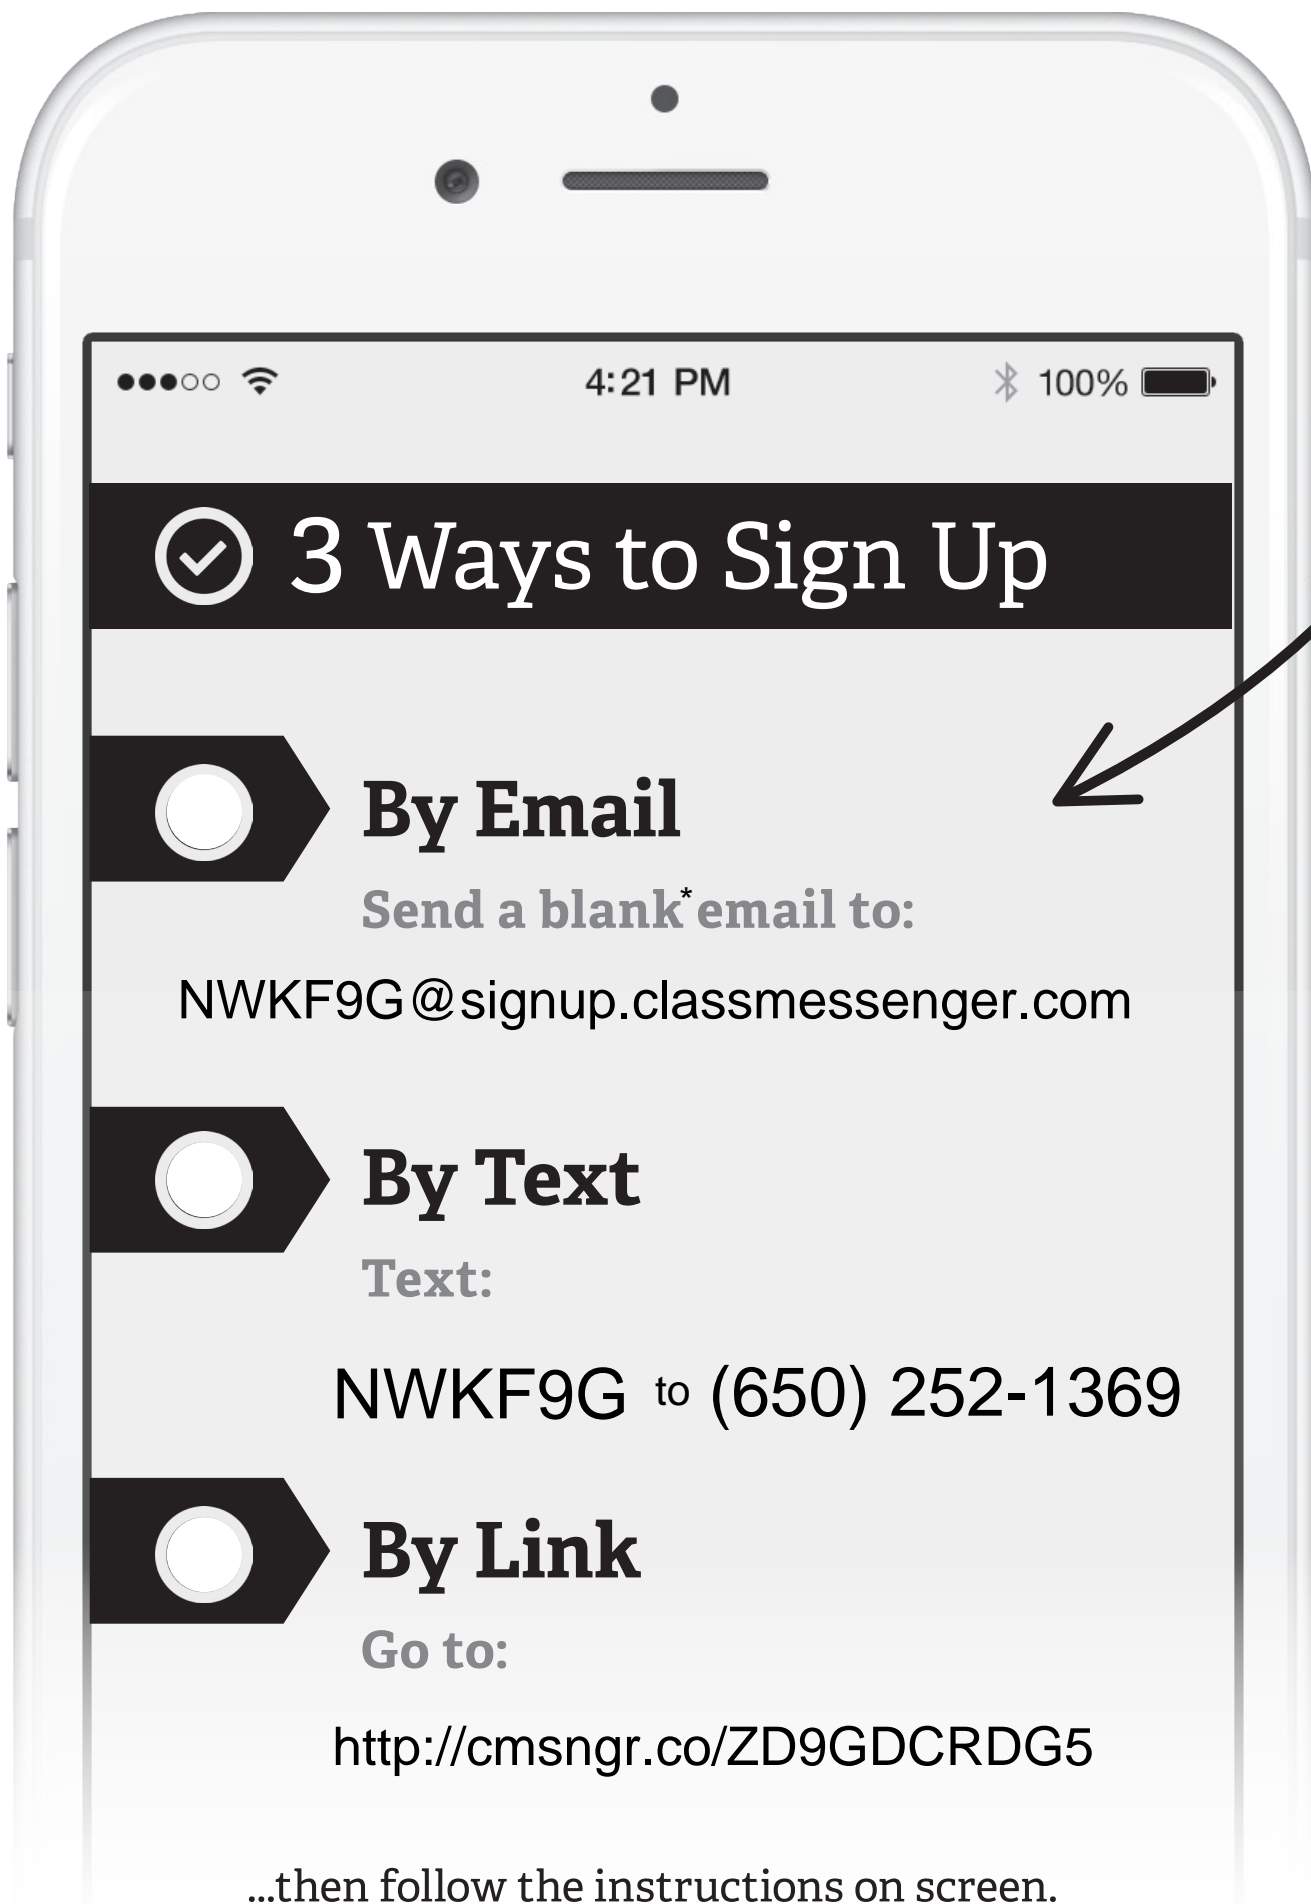 4:21 PM 100%
3 Ways to Sign Up
By Email
Send a blank* email to:
NWKF9G@signup.classmessenger.com
By Text
Text:
NWKF9G to (650) 252-1369
By Link
Go to:
http://cmsngr.co/ZD9GDCRDG5
...then follow the instructions on screen.